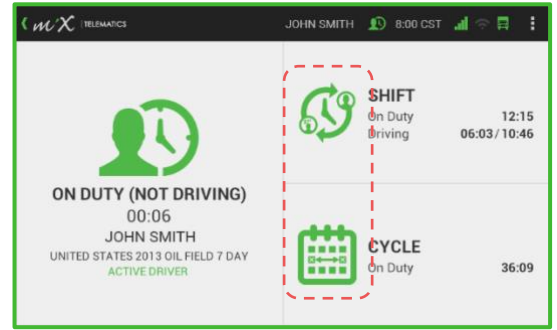 mix TELEMATICS
JOHN SMITH 8:00 CST
ON DUTY (NOT DRIVING)
00:06
JOHN SMITH
UNITED STATES 2013 OIL FIELD 7 DAY
ACTIVE DRIVER
SHIFT
On Duty 12:15
Driving 06:03/10:46
CYCLE
On Duty 36:09